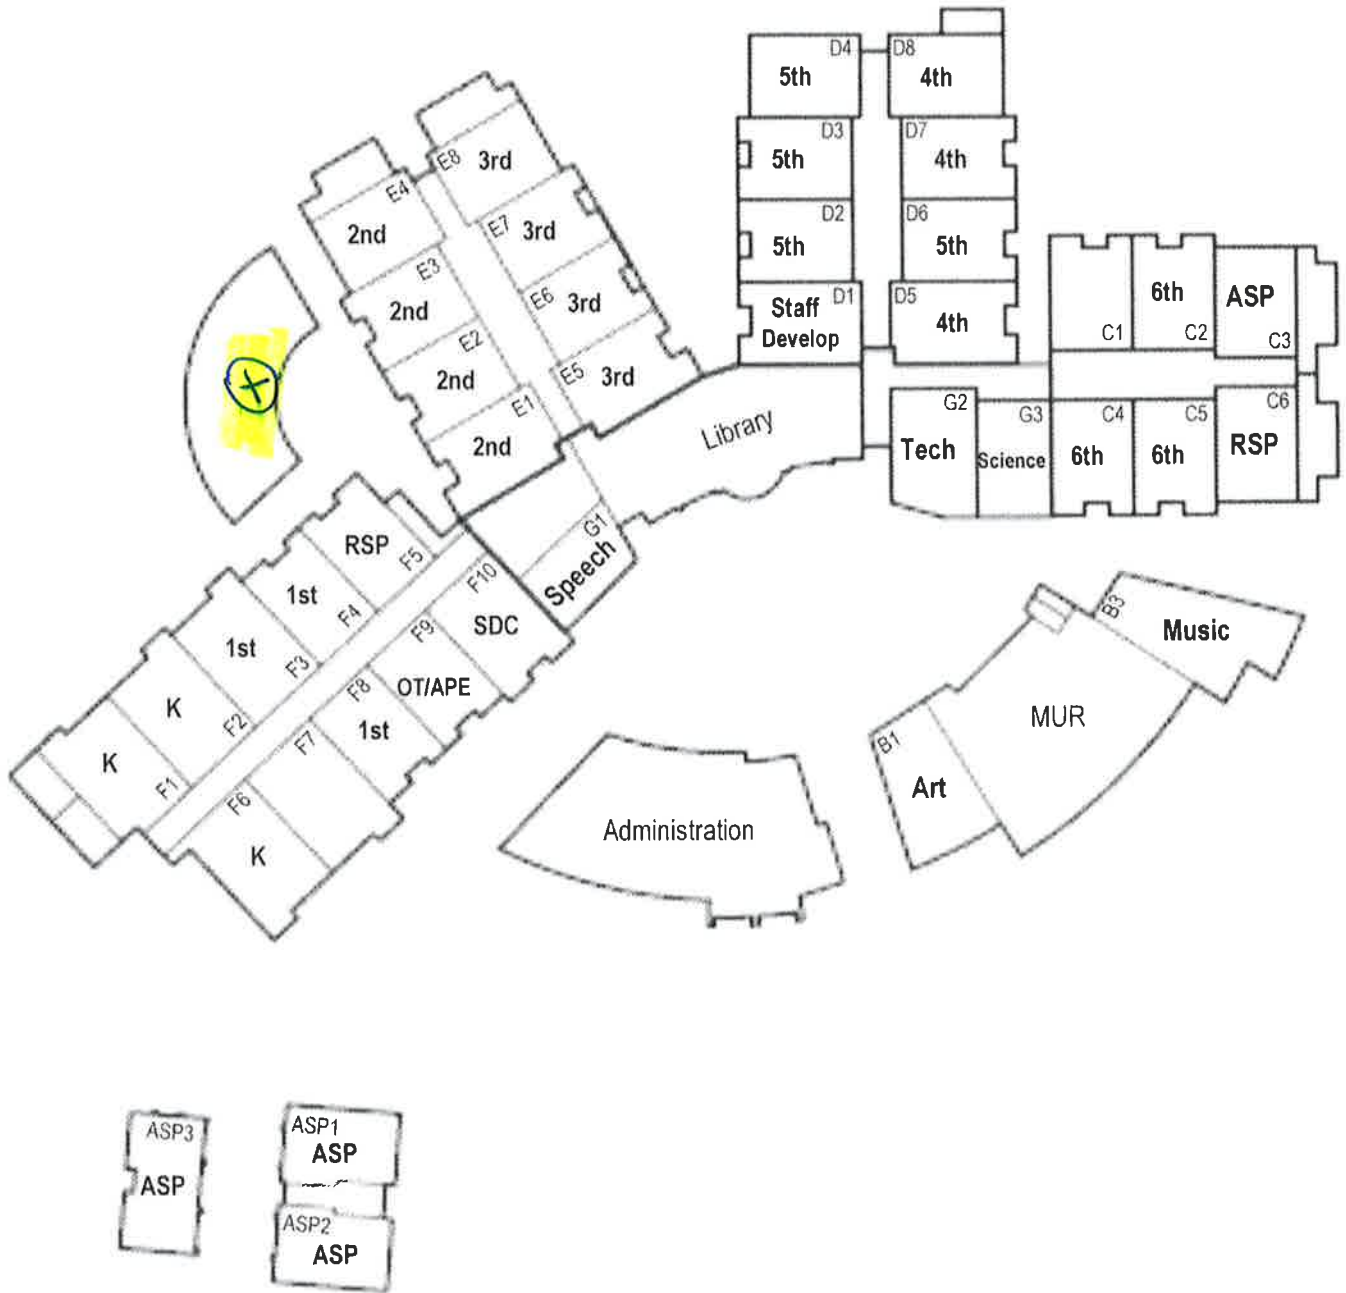 D4
5th
D8
4th
D3
5th
D7
4th
D2
5th
D6
5th
D1
Staff
Develop
D5
4th
E8
3rd
E4
2nd
E7
3rd
E3
2nd
E6
3rd
E2
2nd
E5
3rd
E1
2nd
X
Library
C1
6th
C2
ASP
C3
G2
Tech
G3
Science
C4
6th
C5
6th
C6
RSP
G1
Speech
RSP
F5
1st
F4
1st
F3
K
F2
K
F1
F10
SDC
F9
OT/APE
F8
1st
F7
F6
K
B3
Music
MUR
B1
Art
Administration
ASP3
ASP
ASP1
ASP
ASP2
ASP